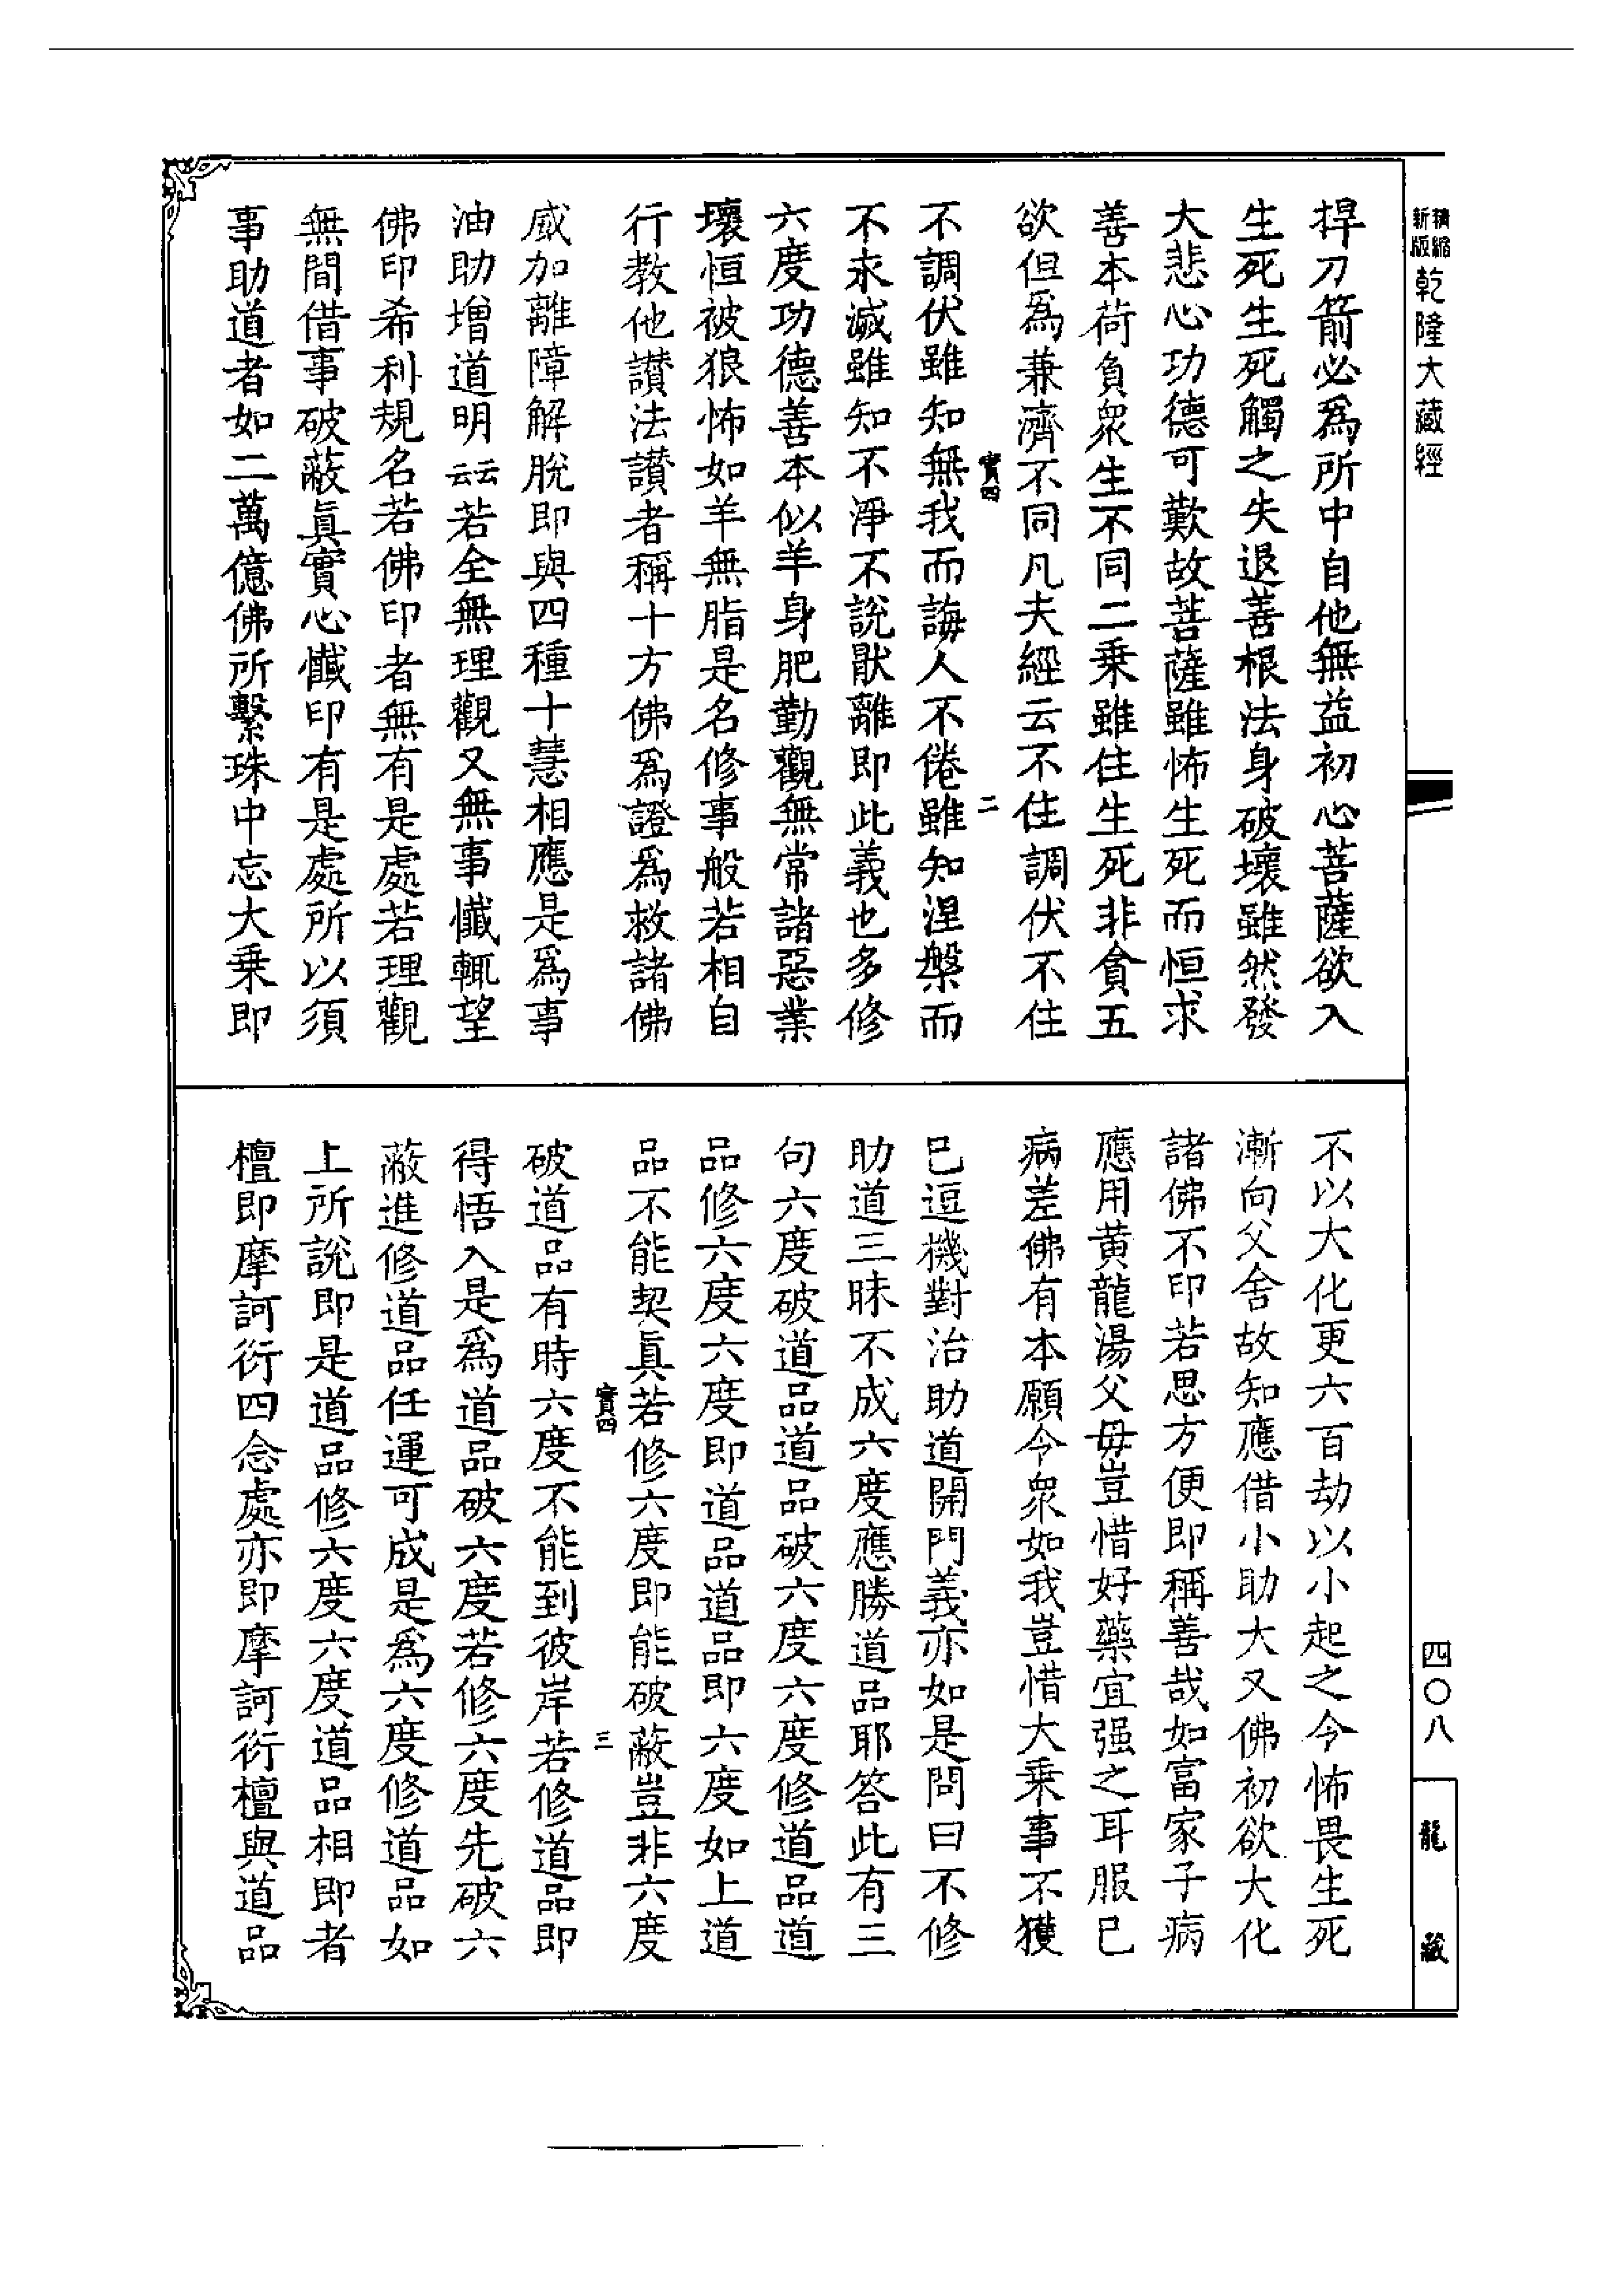 精縮
新版
乾隆大藏經
捍刀箭必爲所中自他無益初心菩薩欲入
生死生死觸之失退善根法身破壞雖然發
大悲心功德可歎故菩薩雖怖生死而恒求
善本荷負衆生不同二乗雖住生死非貪五
欲但爲兼濟不同凡夫經云不住調伏不住
實四
二
不調伏雖知無我而誨人不倦雖知涅槃而
不永滅雖知不淨不說猒離即此義也多修
六度功德善本似羊身肥勤觀無常諸惡業
壞恒被狼怖如羊無脂是名修事般若相自
行教他讃法讃者稱十方佛爲證爲救諸佛
威加離障解脫即與四種十慧相應是爲事
油助增道明云云若全無理觀又無事懺輒望
佛印希利規名若佛印者無有是處若理觀
無間借事破蔽眞實心懺印有是處所以須
事助道者如二萬億佛所繫珠中忘大乗即
不以大化更六百劫以小起之今怖畏生死
漸向父舍故知應借小助大又佛初欲大化
諸佛不印若思方便即稱善哉如富家子病
應用黄龍湯父毋豈惜好藥宜强之耳服已
病差佛有本願令衆如我豈惜大乗事不獲
已逗機對治助道開門義亦如是問曰不修
助道三昧不成六度應勝道品耶答此有三
句六度破道品道品破六度六度修道品道
品修六度六度即道品道品即六度如上道
品不能契眞若修六度即能破蔽豈非六度
實四
三
破道品有時六度不能到彼岸若修道品即
得悟入是爲道品破六度若修六度先破六
蔽進修道品任運可成是爲六度修道品如
上所說即是道品修六度六度道品相即者
檀即摩訶衍四念處亦即摩訶衍檀與道品
四〇八
龍藏